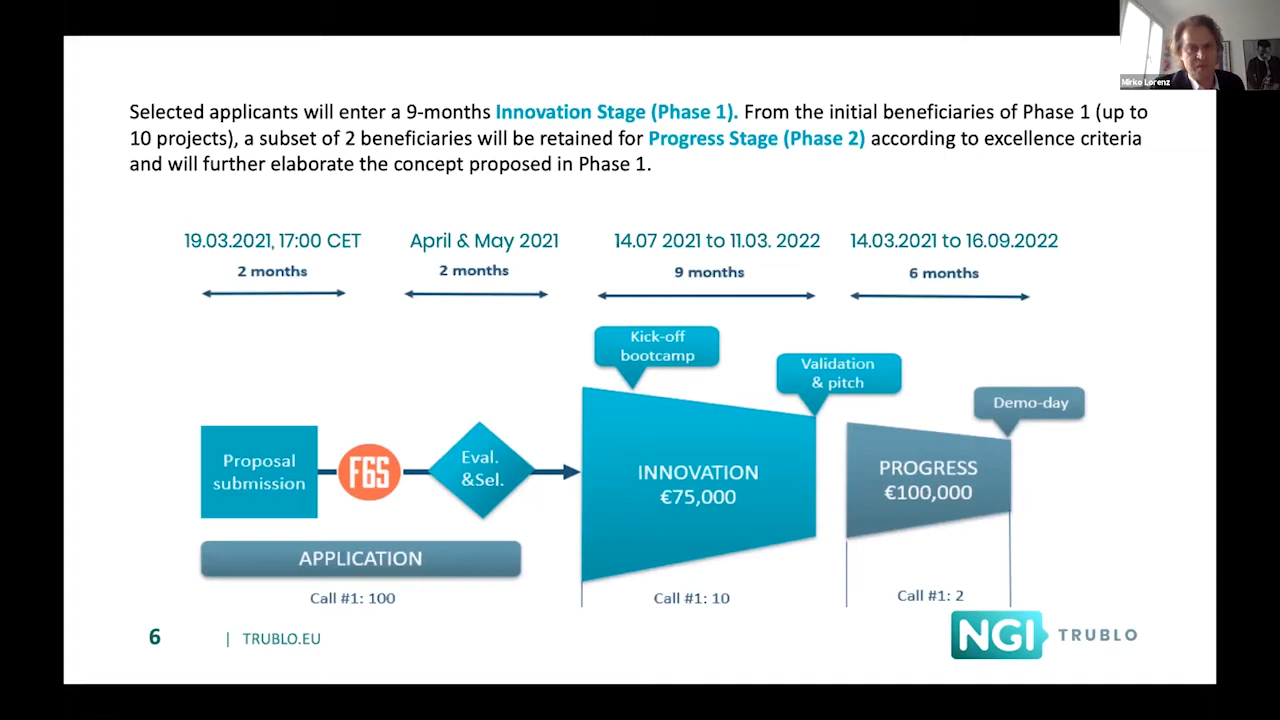 Mirko Lorenz
Selected applicants will enter a 9-months Innovation Stage (Phase 1). From the initial beneficiaries of Phase 1 (up to
10 projects), a subset of 2 beneficiaries will be retained for Progress Stage (Phase 2) according to excellence criteria
and will further elaborate the concept proposed in Phase 1.
19.03.2021, 17:00 CET
April & May 2021
14.07 2021 to 11.03. 2022
14.03.2021 to 16.09.2022
2 months
2 months
9 months
6 months
Kick-off
bootcamp
Validation
& pitch
Demo-day
Proposal
submission
F6S
Eval.
&Sel.
INNOVATION
€75,000
PROGRESS
€100,000
APPLICATION
Call #1: 100
Call #1: 10
Call #1: 2
6
| TRUBLO.EU
NGI TRUBLO